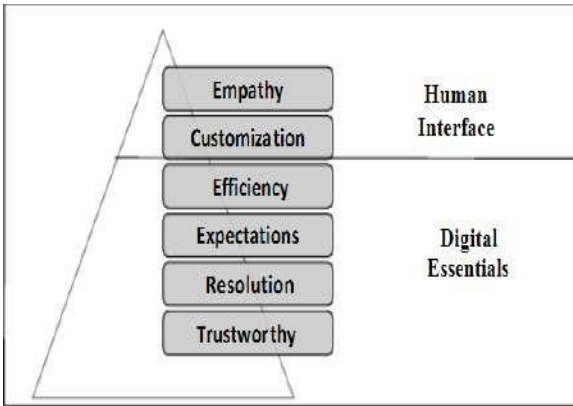 Empathy
Customization
Efficiency
Expectations
Resolution
Trustworthy
Human
Interface
Digital
Essentials